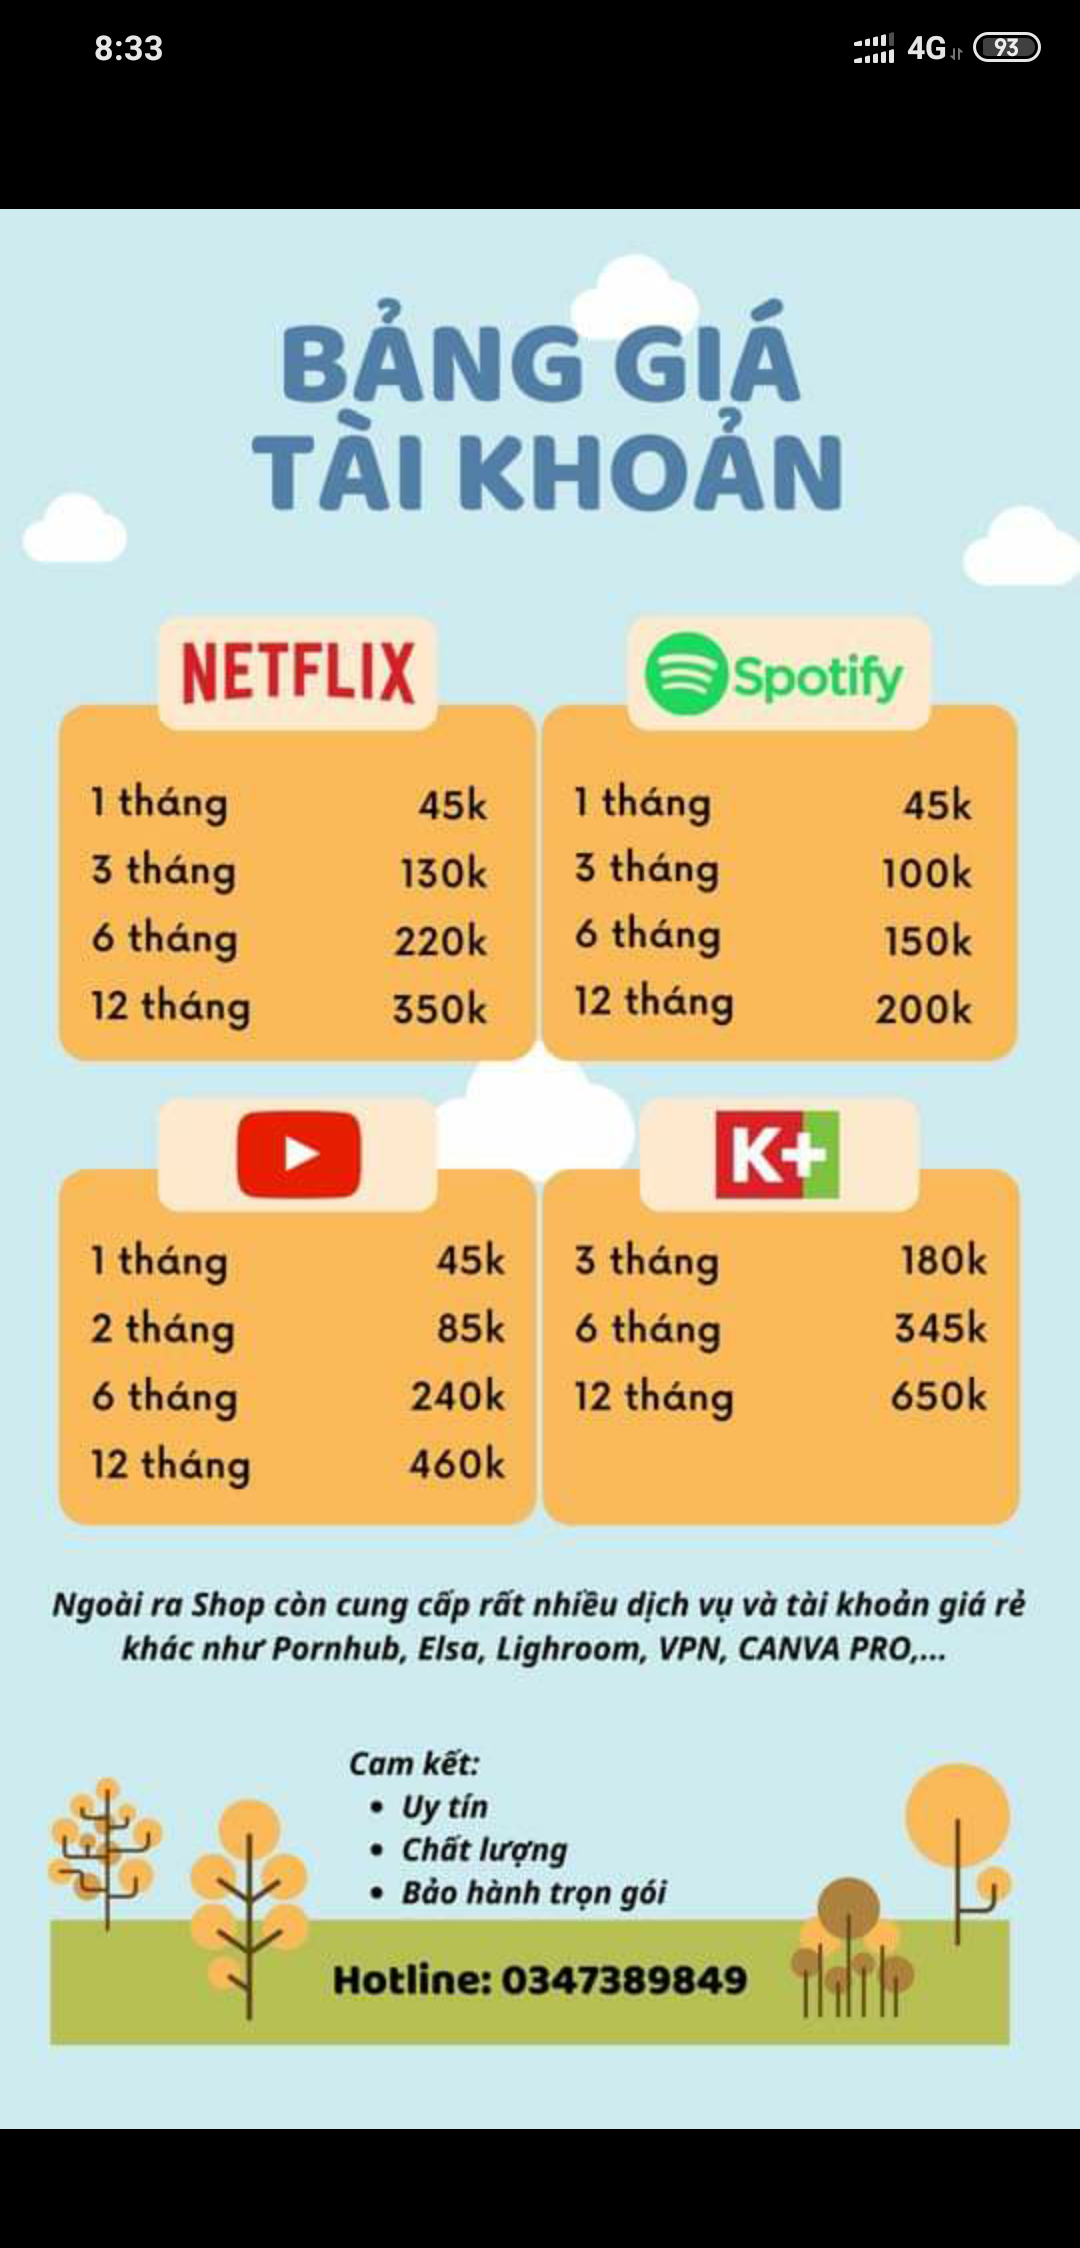 8:33
4G
93
BẢNG GIÁ
TÀI KHOẢN
NETFLIX
1 tháng 45k
3 tháng 130k
6 tháng 220k
12 tháng 350k
Spotify
1 tháng 45k
3 tháng 100k
6 tháng 150k
12 tháng 200k
1 tháng 45k
2 tháng 85k
6 tháng 240k
12 tháng 460k
K+
3 tháng 180k
6 tháng 345k
12 tháng 650k
Ngoài ra Shop còn cung cấp rất nhiều dịch vụ và tài khoản giá rẻ
khác như Pornhub, Elsa, Lighroom, VPN, CANVA PRO,...
Cam kết:
• Uy tín
• Chất lượng
• Bảo hành trọn gói
Hotline: 0347389849